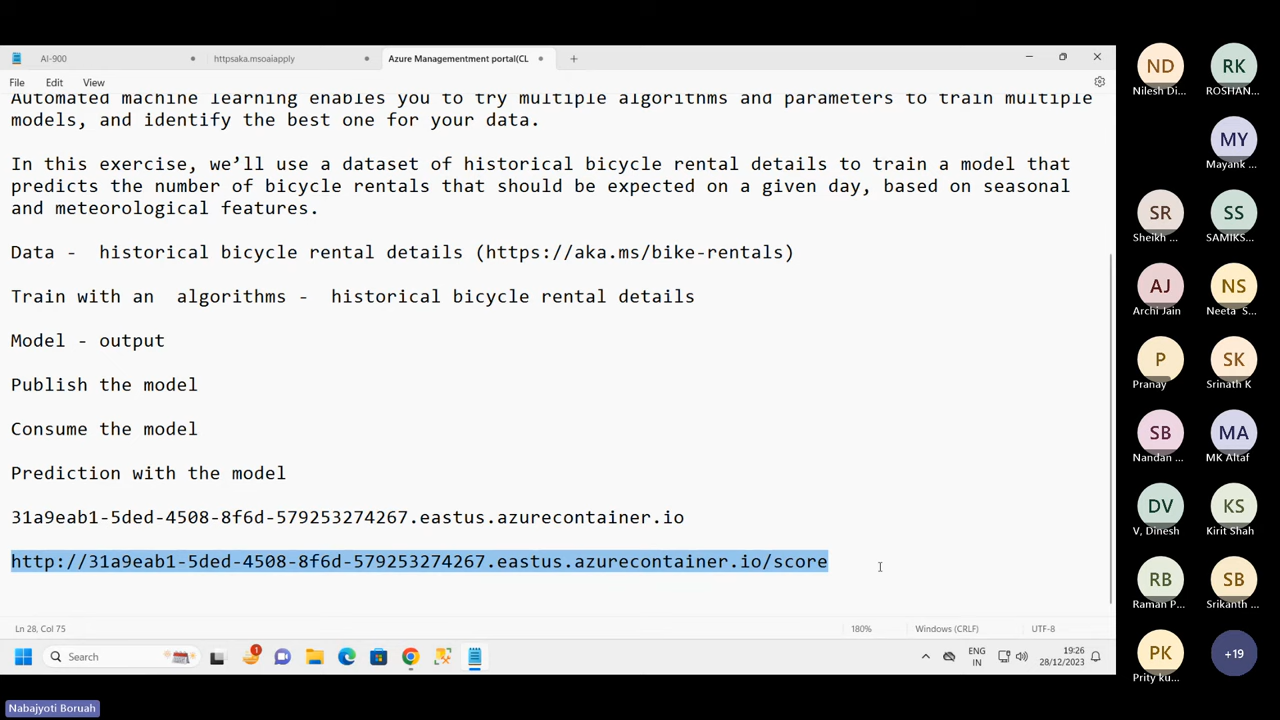 AI-900
httpsaka.msoaiapply
Azure Managementment portal(CL
File Edit View
Automated machine learning enables you to try multiple algorithms and parameters to train multiple
models, and identify the best one for your data.
In this exercise, we’ll use a dataset of historical bicycle rental details to train a model that
predicts the number of bicycle rentals that should be expected on a given day, based on seasonal
and meteorological features.
Data -  historical bicycle rental details (https://aka.ms/bike-rentals)
Train with an  algorithms -  historical bicycle rental details
Model - output
Publish the model
Consume the model
Prediction with the model
31a9eab1-5ded-4508-8f6d-579253274267.eastus.azurecontainer.io
http://31a9eab1-5ded-4508-8f6d-579253274267.eastus.azurecontainer.io/score
Ln 28, Col 75
180%
Windows (CRLF)
UTF-8
Search
1
ENG
IN
19:26
28/12/2023
Nabajyoti Boruah
ND
Nilesh Di...
RK
ROSHAN...
MY
Mayank ...
SR
Sheikh ...
SS
SAMIKS...
AJ
Archi Jain
NS
Neeta S...
P
Pranay
SK
Srinath K
SB
Nandan ...
MA
MK Altaf
DV
V, Dinesh
KS
Kirit Shah
RB
Raman P...
SB
Srikanth ...
PK
Prity ku...
+19